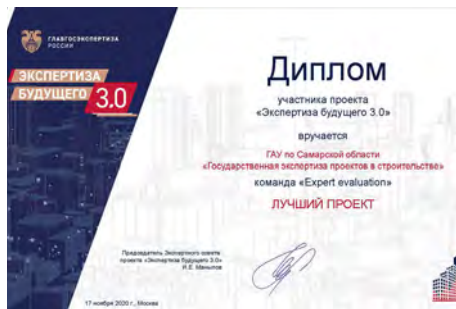 ГЛАВГОСЭКСПЕРТИЗА
РОССИИ
ЭКСПЕРТИЗА
БУДУЩЕГО 3.0
Диплом
участника проекта
«Экспертиза будущего 3.0»
вручается
ГАУ по Самарской области
«Государственная экспертиза проектов в строительстве»
команда «Expert evaluation»
ЛУЧШИЙ ПРОЕКТ
Председатель Экспертного совета
проекта «Экспертиза будущего 3.0»
И.Е. Манылов
17 ноября 2020 г., Москва